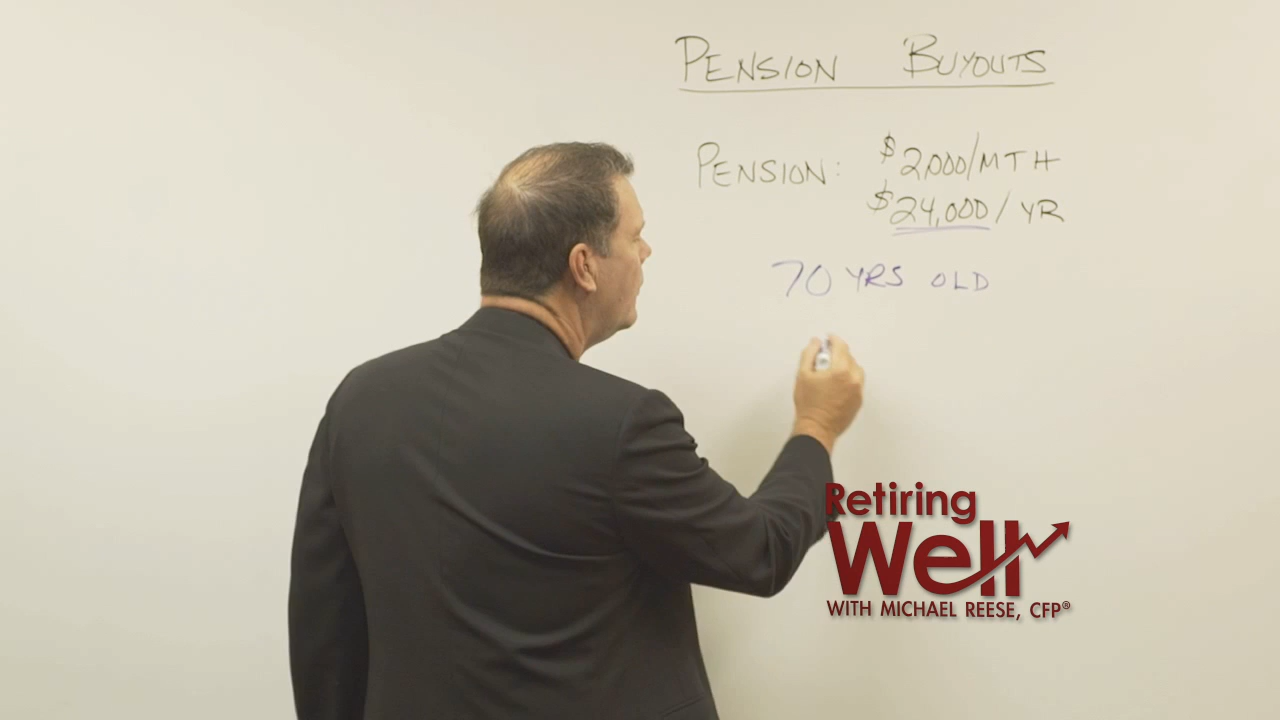 PENSION BUYOUTS
PENSION: $2,000/MTH
$24,000/YR
70 YRS OLD
Retiring
Well
WITH MICHAEL REESE, CFP®